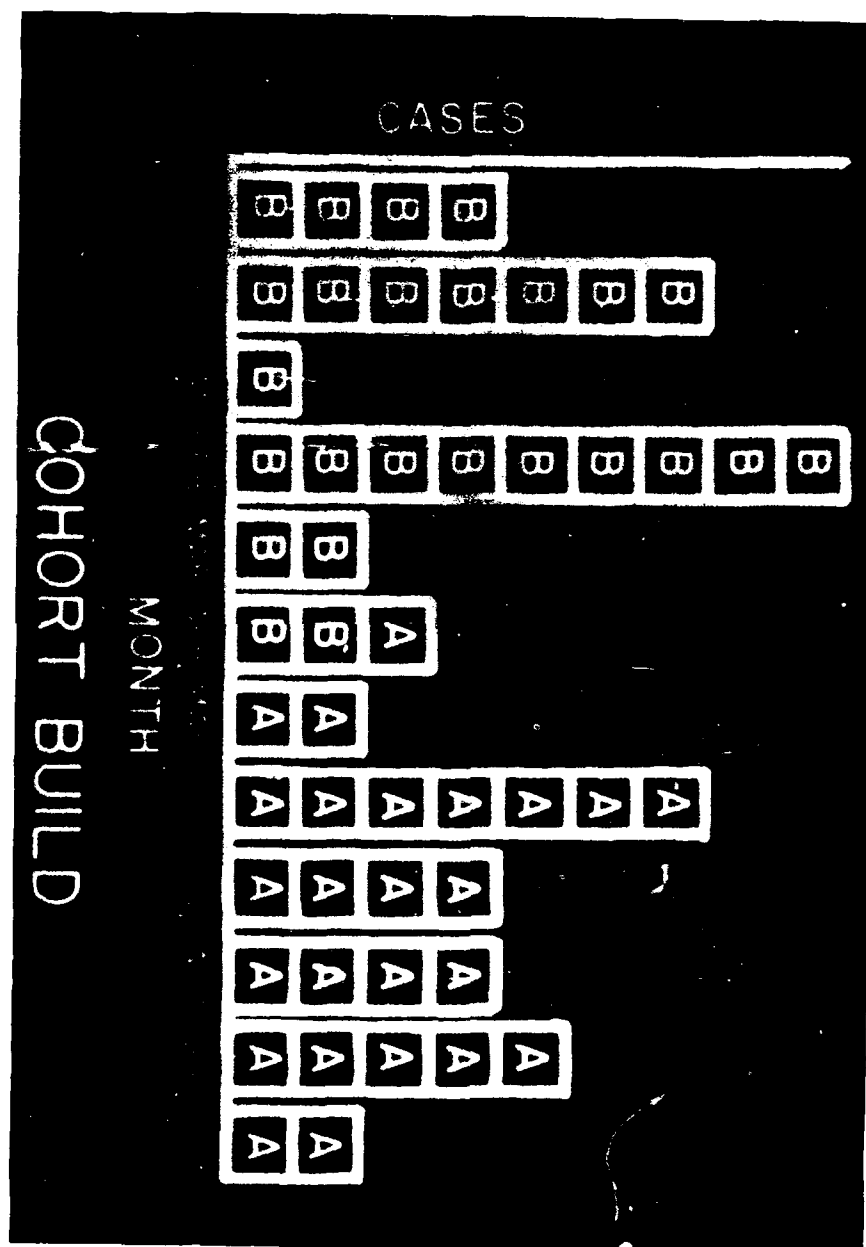 CASES
B B B B
B B B B B B B
B
B B B B B B B B B
B B
B B A
A A
A A A A A A A
A A A A
A A A A
A A A A A
A A
MONTH
COHORT BUILD